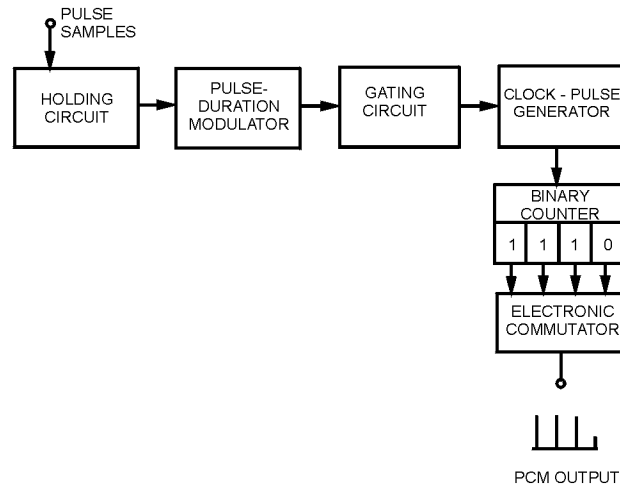 PULSE
SAMPLES
HOLDING
CIRCUIT
PULSE-
DURATION
MODULATOR
GATING
CIRCUIT
CLOCK - PULSE
GENERATOR
BINARY
COUNTER
1 1 1 0
ELECTRONIC
COMMUTATOR
PCM OUTPUT